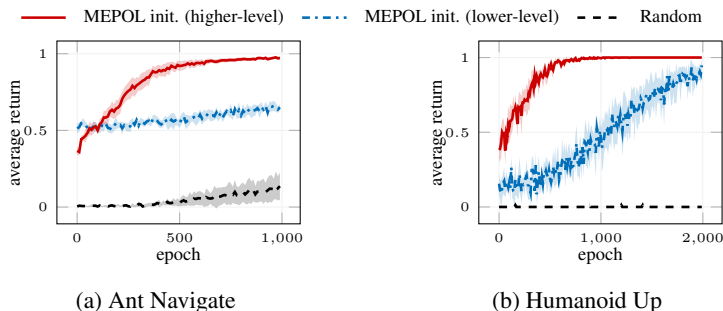 MEPOL init. (higher-level) MEPOL init. (lower-level) Random
average return
1
0.5
0
0 500 1,000
epoch
(a) Ant Navigate
average return
1
0.5
0
0 1,000 2,000
epoch
(b) Humanoid Up